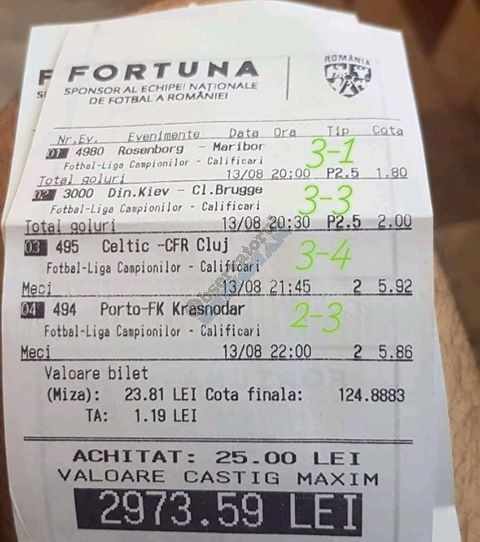 F FORTUNA
ROMÂNIA
SPONSOR AL ECHIPEI NAȚIONALE
DE FOTBAL A ROMÂNIEI
Nr.Ev. Evenimente Data Ora Tip Cota
01 4980 Rosenborg - Maribor 3-1
Fotbal-Liga Campionilor - Calificari
Total goluri 13/08 20:00 P2.5 1.80
02 3000 Din.Kiev - Cl.Brugge 3-3
Fotbal-Liga Campionilor - Calificari
Total goluri 13/08 20:30 P2.5 2.00
03 495 Celtic -CFR Cluj 3-4
Fotbal-Liga Campionilor - Calificari
Meci 13/08 21:45 2 5.92
04 494 Porto-FK Krasnodar 2-3
Fotbal-Liga Campionilor - Calificari
Meci 13/08 22:00 2 5.86
Valoare bilet
(Miza): 23.81 LEI Cota finala: 124.8883
TA: 1.19 LEI
ACHITAT: 25.00 LEI
VALOARE CASTIG MAXIM
2973.59 LEI